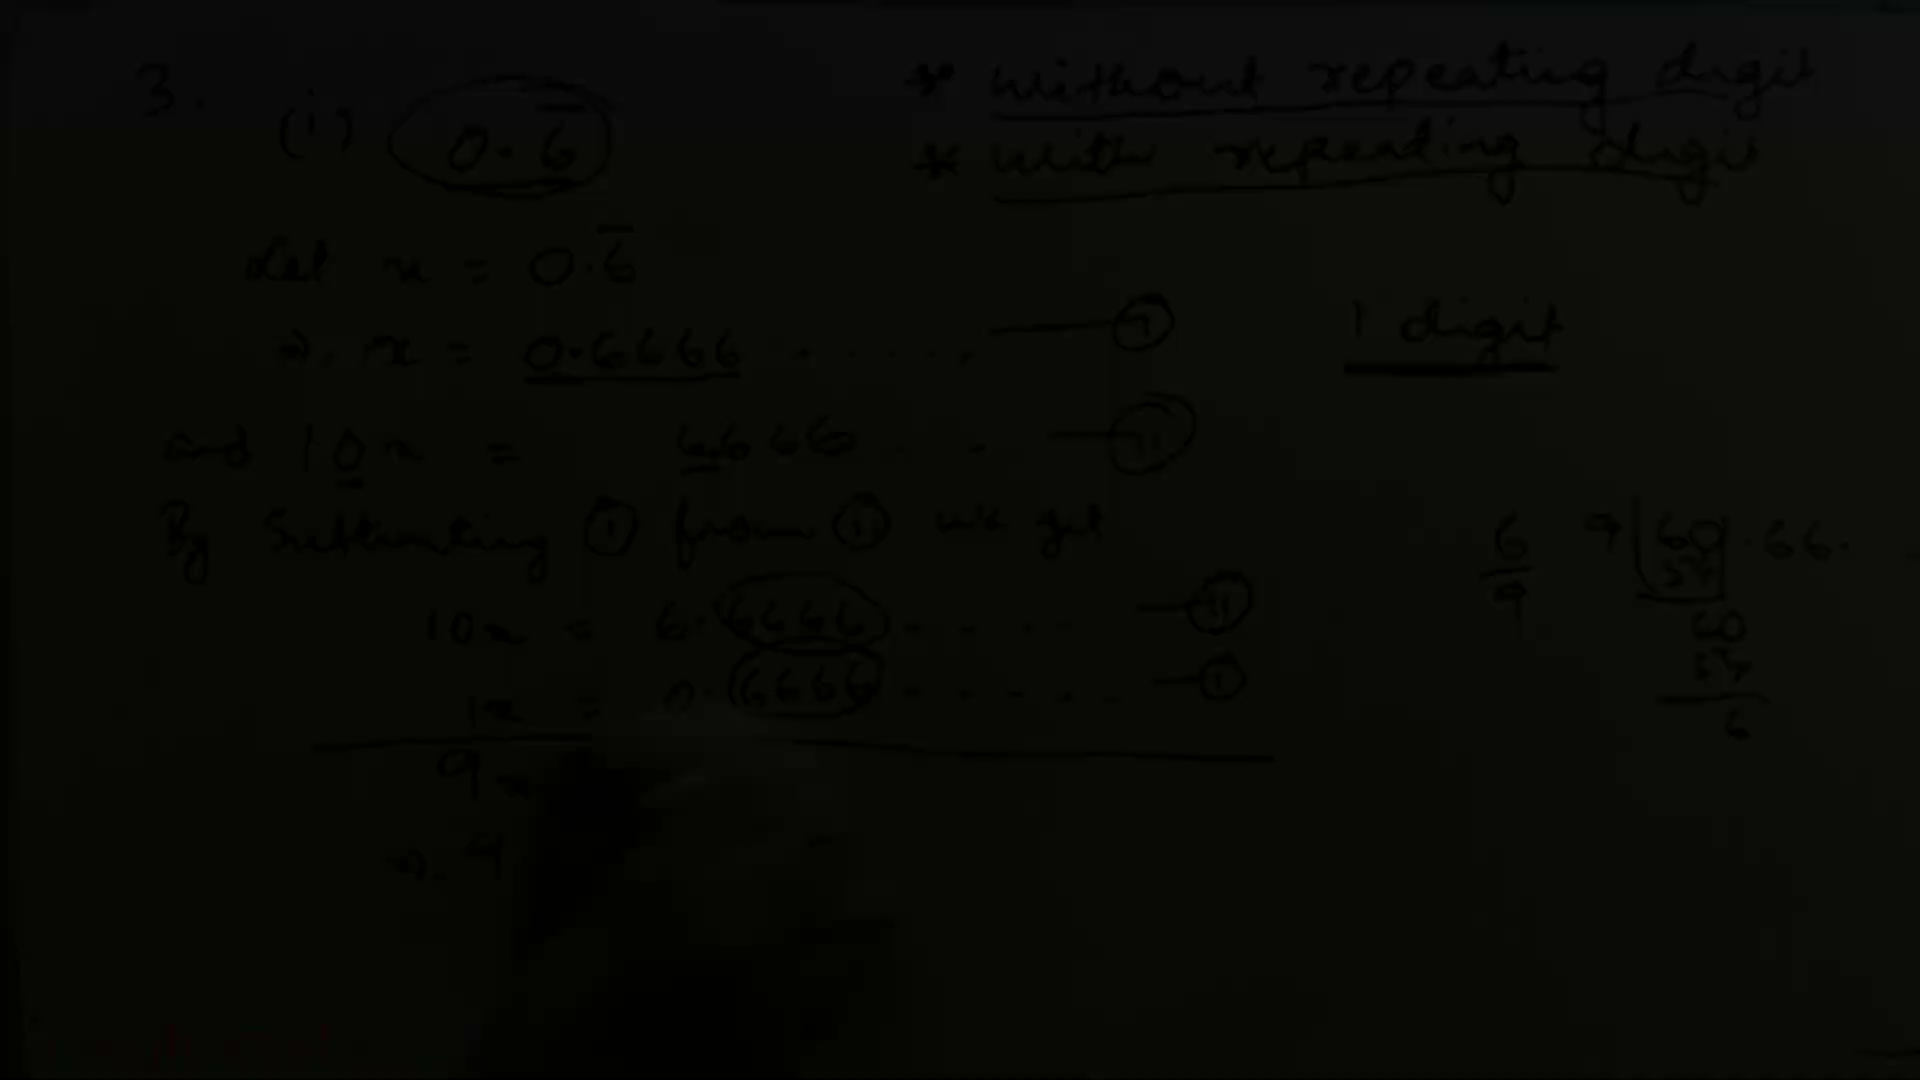 3. (i) 0.6̅
* without repeating digit
* with repeating digit
Let x = 0.6̅
⇒. x = 0.6666 ..... — (i)
1 digit
and 10x = 6.666 .. — (ii)
By Subtracting (i) from (ii) we get
10x = 6.6666 .... — (ii)
1x = 0.6666 ..... — (i)
9x
⇒. 9 =
6/9
9 60 .66.
54
60
54
6